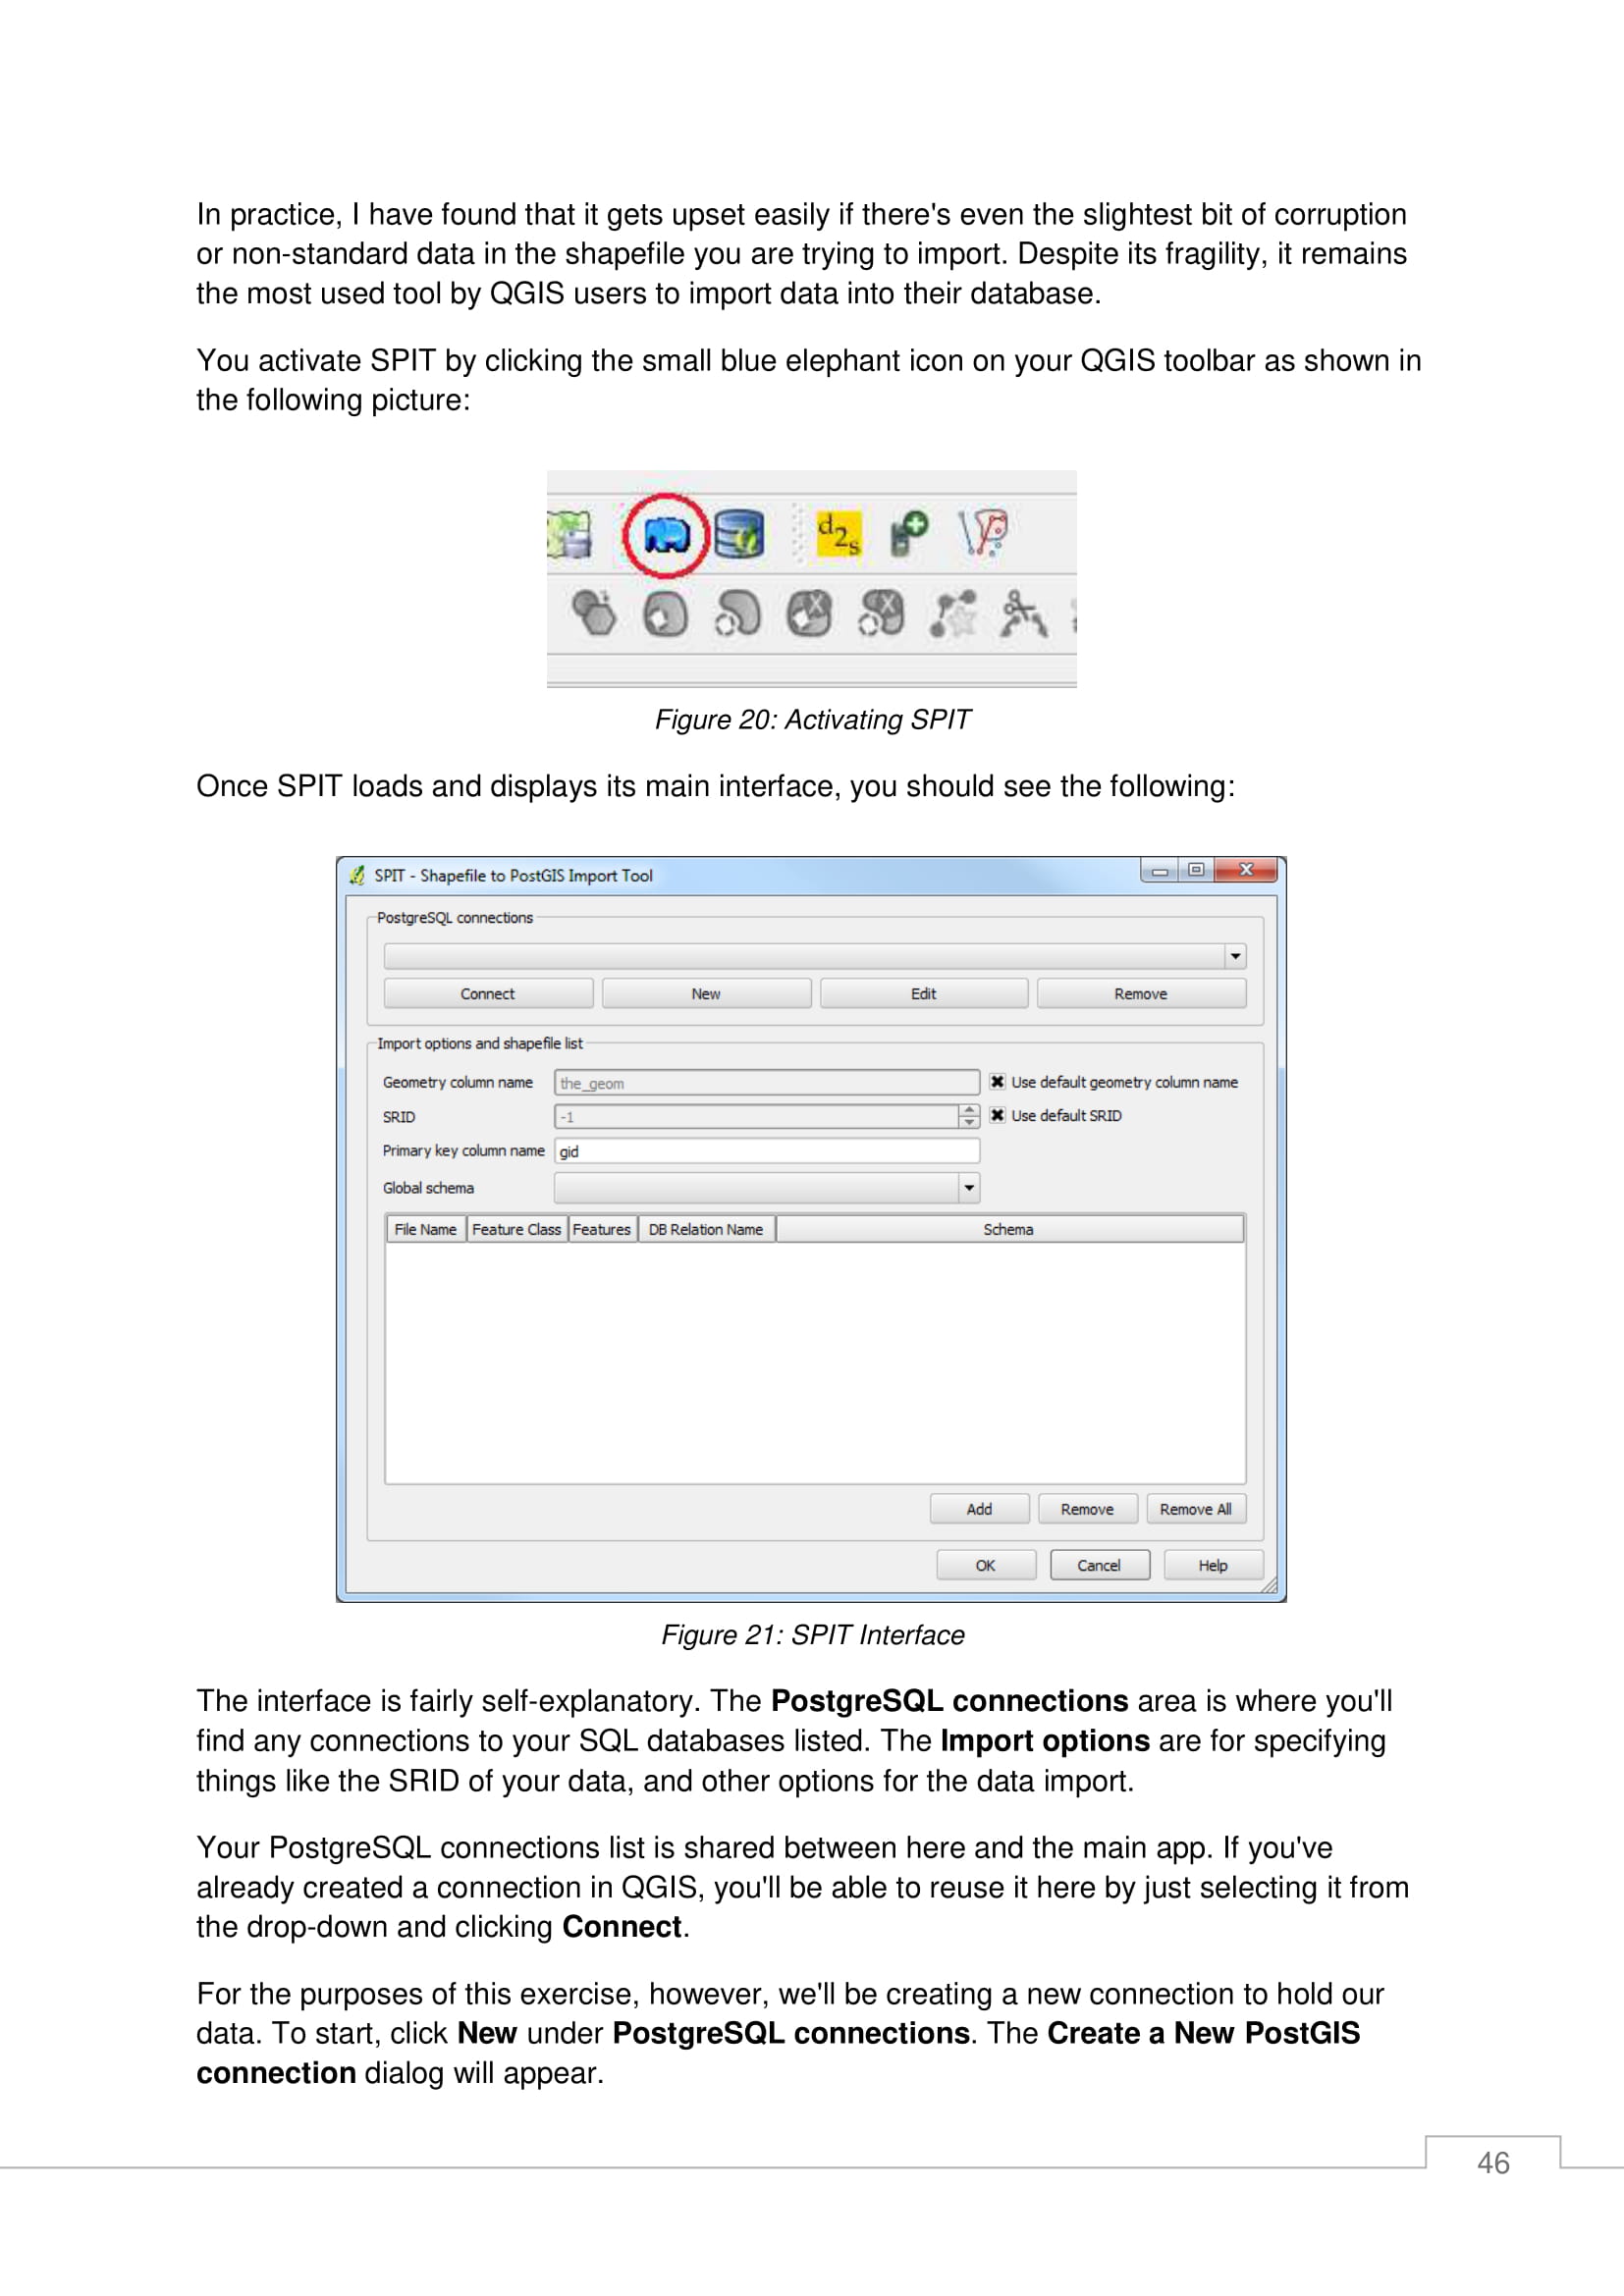 In practice, I have found that it gets upset easily if there's even the slightest bit of corruption
or non-standard data in the shapefile you are trying to import. Despite its fragility, it remains
the most used tool by QGIS users to import data into their database.
You activate SPIT by clicking the small blue elephant icon on your QGIS toolbar as shown in
the following picture:
d2s
Figure 20: Activating SPIT
Once SPIT loads and displays its main interface, you should see the following:
SPIT - Shapefile to PostGIS Import Tool
PostgreSQL connections
Connect New Edit Remove
Import options and shapefile list
Geometry column name the_geom Use default geometry column name
SRID -1 Use default SRID
Primary key column name gid
Global schema
File Name Feature Class Features DB Relation Name Schema
Add Remove Remove All
OK Cancel Help
Figure 21: SPIT Interface
The interface is fairly self-explanatory. The PostgreSQL connections area is where you'll
find any connections to your SQL databases listed. The Import options are for specifying
things like the SRID of your data, and other options for the data import.
Your PostgreSQL connections list is shared between here and the main app. If you've
already created a connection in QGIS, you'll be able to reuse it here by just selecting it from
the drop-down and clicking Connect.
For the purposes of this exercise, however, we'll be creating a new connection to hold our
data. To start, click New under PostgreSQL connections. The Create a New PostGIS
connection dialog will appear.
46